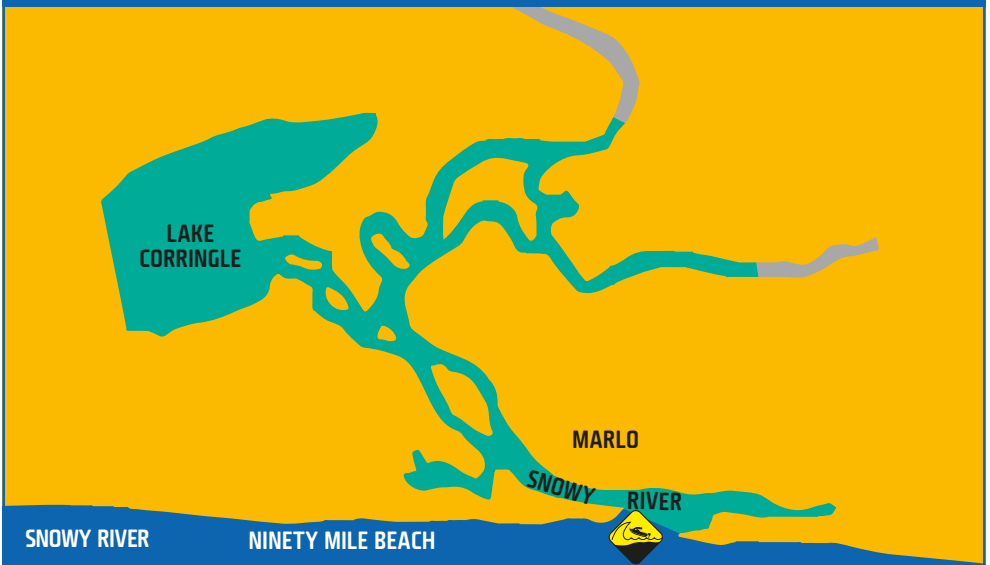 LAKE
CORRINGLE
MARLO
SNOWY RIVER
SNOWY RIVER
NINETY MILE BEACH